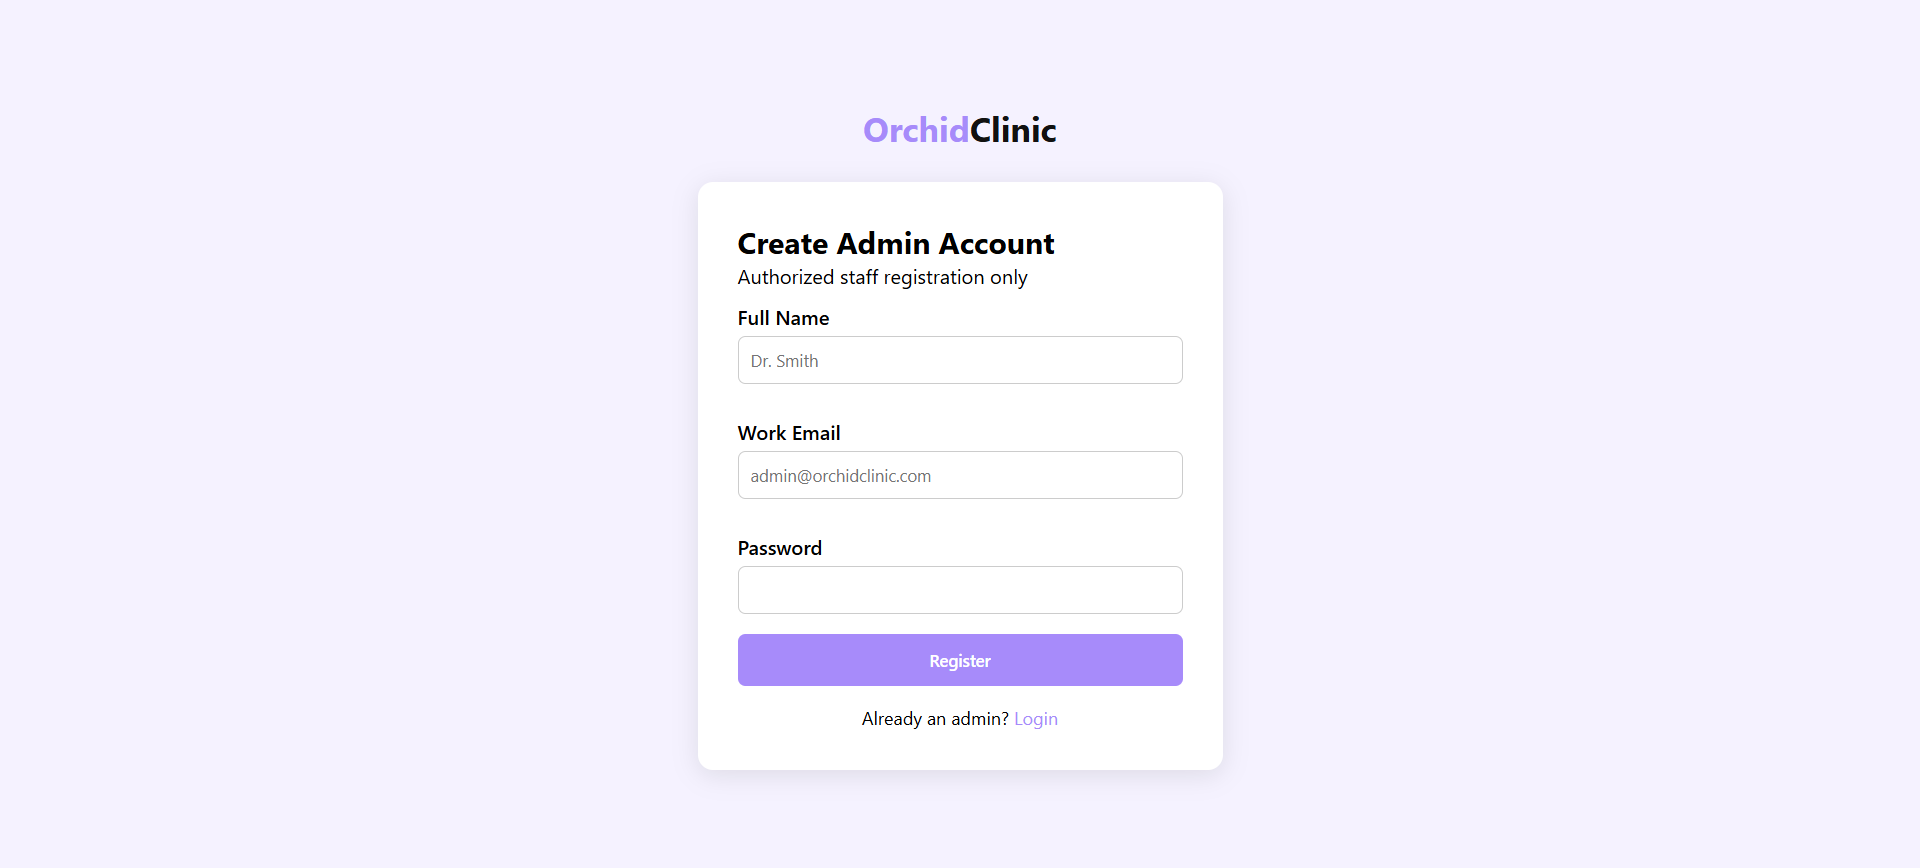 OrchidClinic
Create Admin Account
Authorized staff registration only
Full Name
Dr. Smith
Work Email
admin@orchidclinic.com
Password
Register
Already an admin? Login